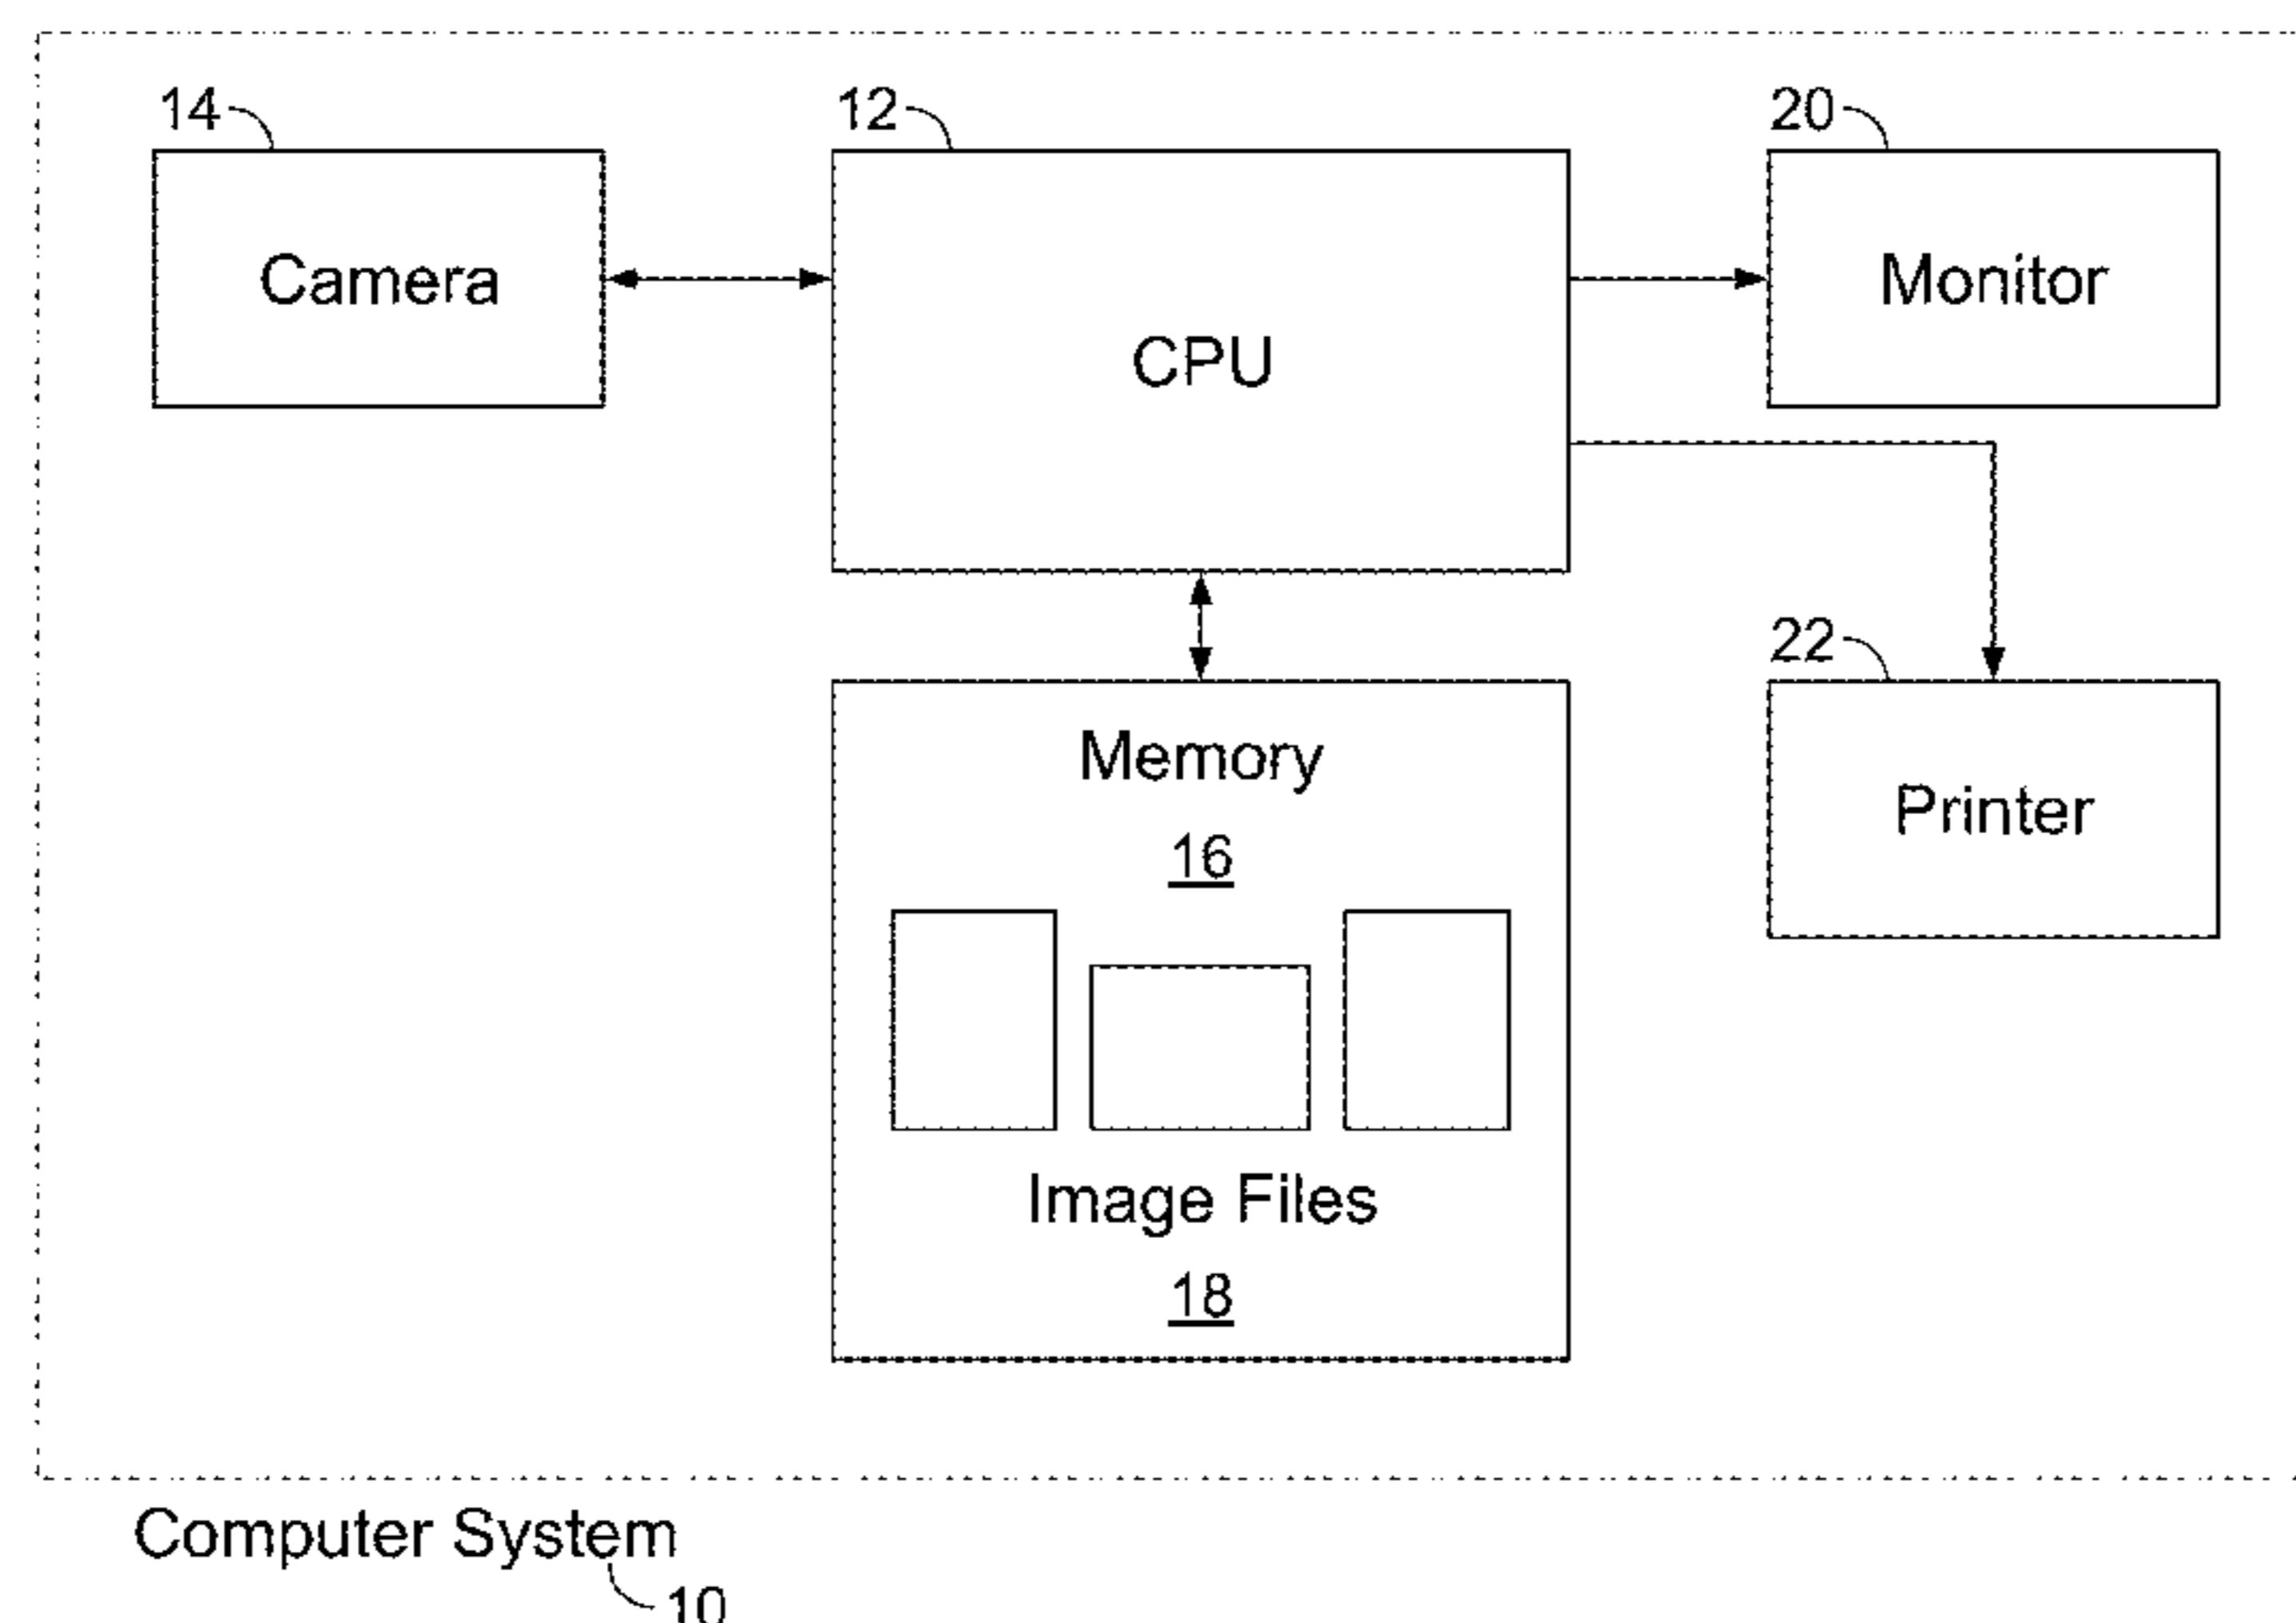 14
12
20
Camera
CPU
Monitor
22
Memory
16
Printer
Image Files
18
Computer System
10